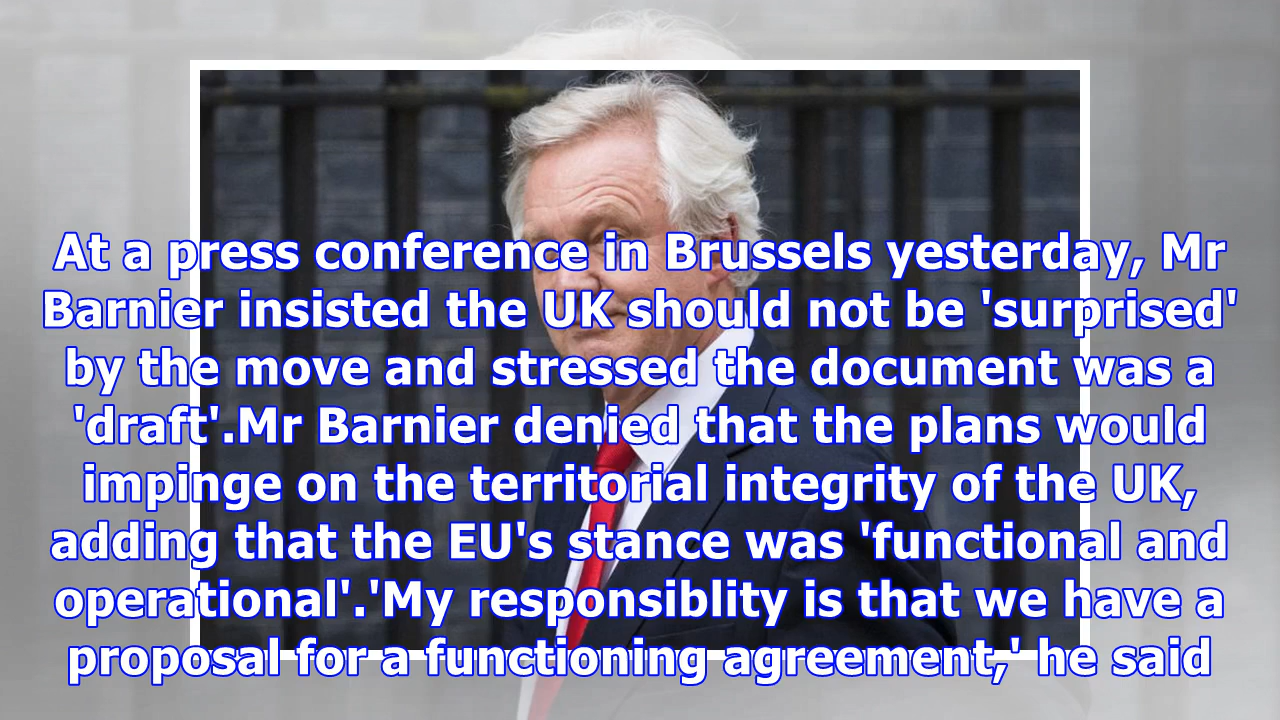 At a press conference in Brussels yesterday, Mr
Barnier insisted the UK should not be 'surprised'
by the move and stressed the document was a
'draft'.Mr Barnier denied that the plans would
impinge on the territorial integrity of the UK,
adding that the EU's stance was 'functional and
operational'.'My responsiblity is that we have a
proposal for a functioning agreement,' he said